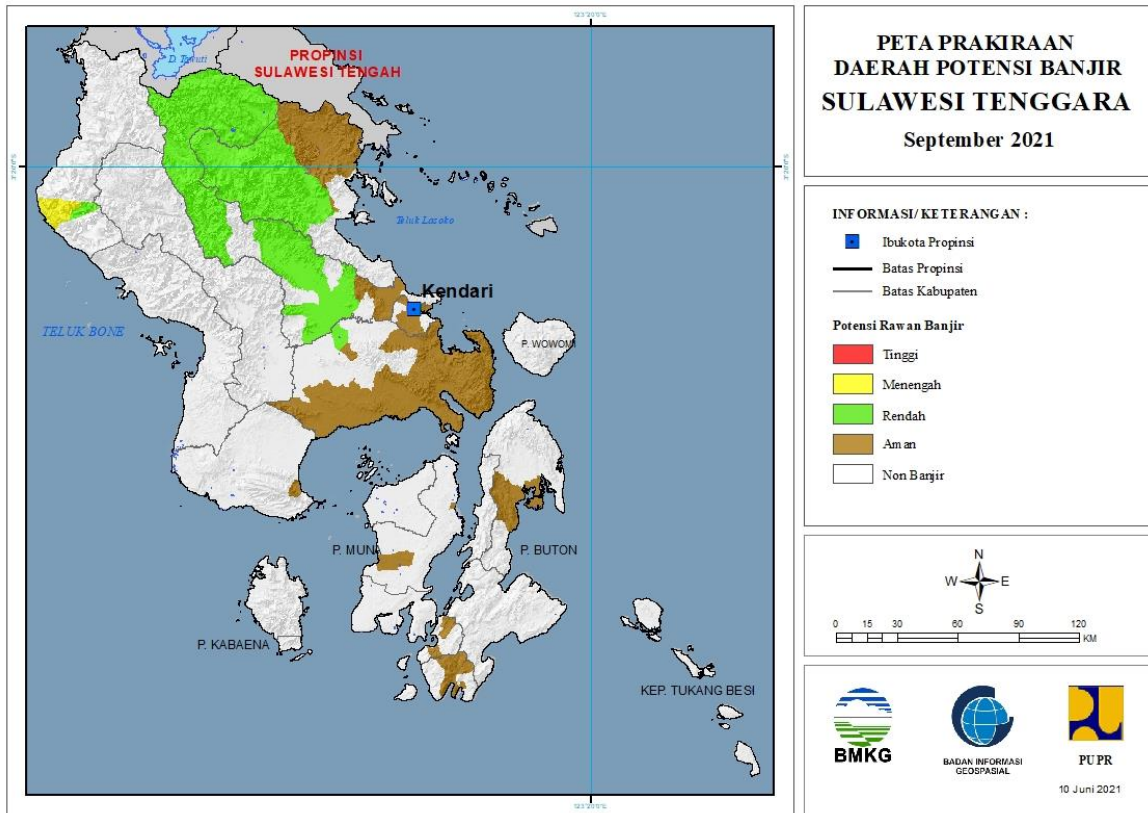 PROPINSI
SULAWESI TENGAH
Kendari
TELUK BONE
P. WOWONI
P. MUNA
P. BUTON
P. KABAENA
KEP. TUKANG BESI
PETA PRAKIRAAN
DAERAH POTENSI BANJIR
SULAWESI TENGGARA
September 2021
INFORMASI/ KETERANGAN :
Ibukota Propinsi
Batas Propinsi
Batas Kabupaten
Potensi Rawan Banjir
Tinggi
Menengah
Rendah
Aman
Non Banjir
N
W E
S
0 15 30 60 90 120
KM
BMKG
BADAN INFORMASI
GEOSPASIAL
PUPR
10 Juni 2021